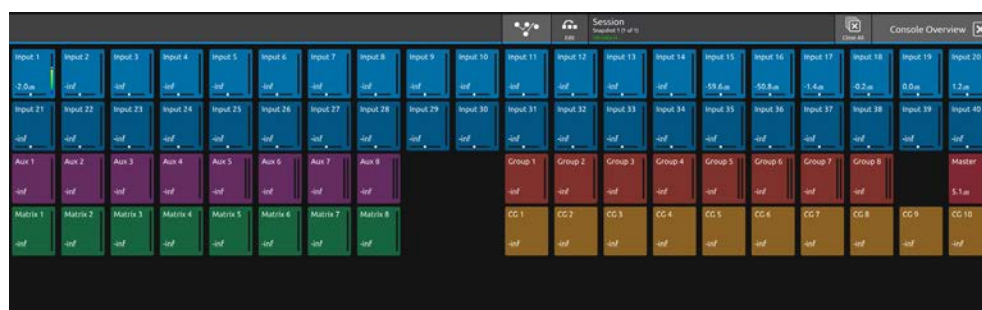 Session
Snapshot 1 (1 of 1)
Edit
Close All
Console Overview
Input 1 Input 2 Input 3 Input 4 Input 5 Input 6 Input 7 Input 8 Input 9 Input 10 Input 11 Input 12 Input 13 Input 14 Input 15 Input 16 Input 17 Input 18 Input 19 Input 20
-2.0dB -inf -inf -inf -inf -inf -inf -inf -inf -inf -inf -inf -inf -inf -59.6dB -50.8dB -1.4dB -0.2dB 0.0dB 1.2dB
Input 21 Input 22 Input 23 Input 24 Input 25 Input 26 Input 27 Input 28 Input 29 Input 30 Input 31 Input 32 Input 33 Input 34 Input 35 Input 36 Input 37 Input 38 Input 39 Input 40
-inf -inf -inf -inf -inf -inf -inf -inf -inf -inf -inf -inf -inf -inf -inf -inf -inf -inf -inf -inf
Aux 1 Aux 2 Aux 3 Aux 4 Aux 5 Aux 6 Aux 7 Aux 8 Group 1 Group 2 Group 3 Group 4 Group 5 Group 6 Group 7 Group 8 Master
-inf -inf -inf -inf -inf -inf -inf -inf -inf -inf -inf -inf -inf -inf -inf -inf 5.1dB
Matrix 1 Matrix 2 Matrix 3 Matrix 4 Matrix 5 Matrix 6 Matrix 7 Matrix 8 CG 1 CG 2 CG 3 CG 4 CG 5 CG 6 CG 7 CG 8 CG 9 CG 10
-inf -inf -inf -inf -inf -inf -inf -inf -inf -inf -inf -inf -inf -inf -inf -inf -inf -inf